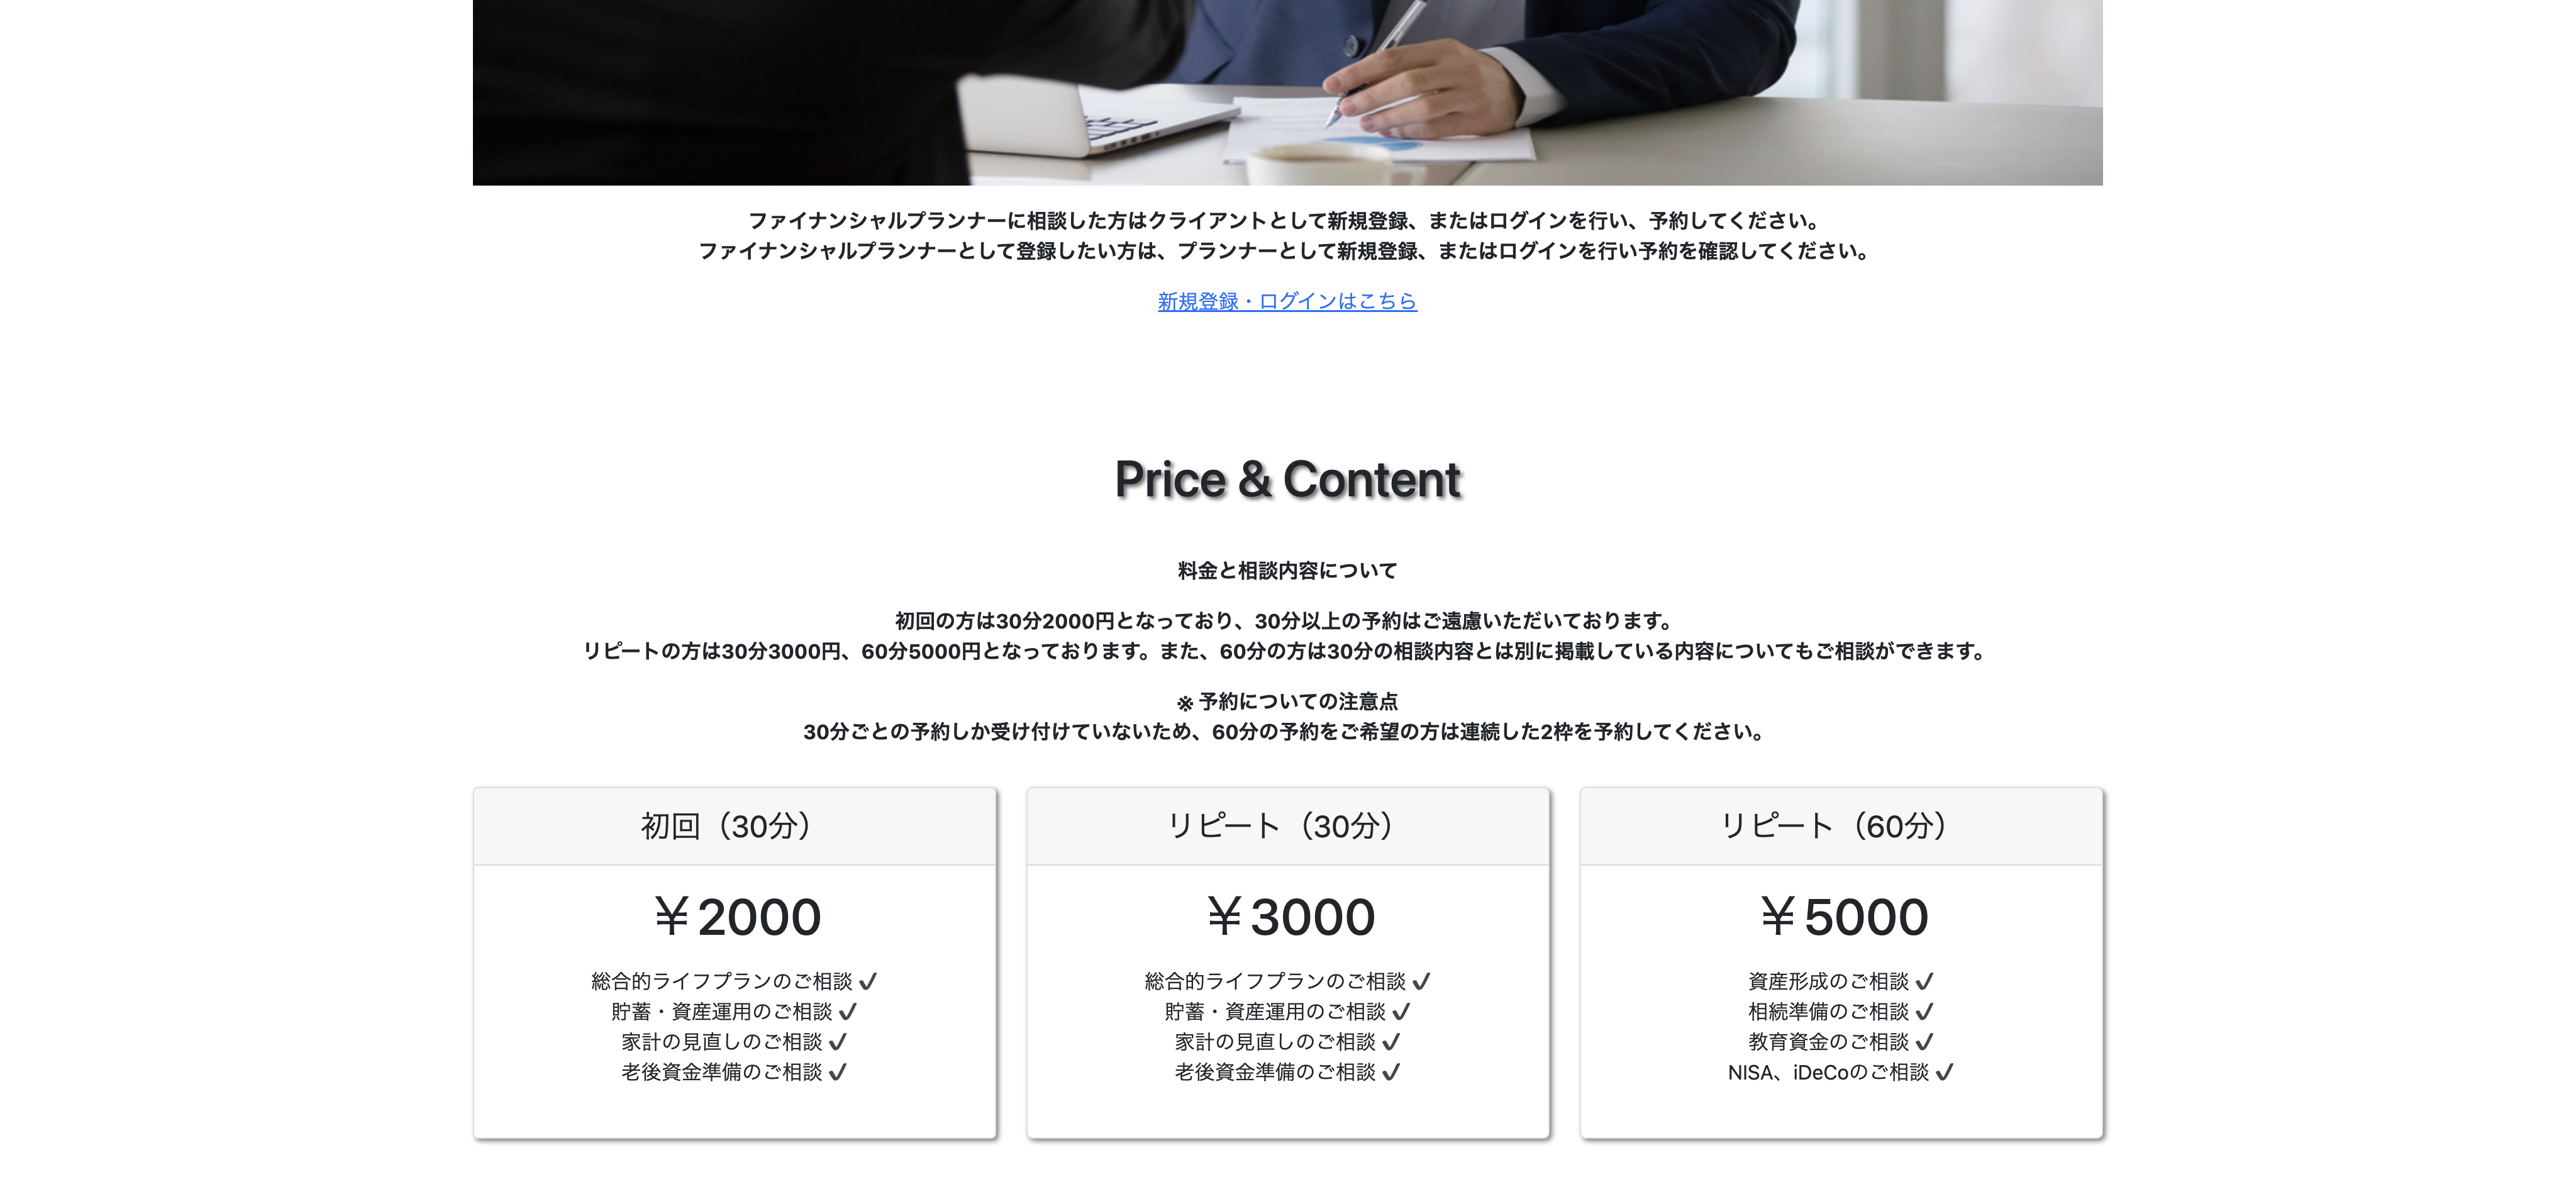 ファイナンシャルプランナーに相談した方はクライアントとして新規登録、またはログインを行い、予約してください。
ファイナンシャルプランナーとして登録したい方は、プランナーとして新規登録、またはログインを行い予約を確認してください。
新規登録・ログインはこちら
Price & Content
料金と相談内容について
初回の方は30分2000円となっており、30分以上の予約はご遠慮いただいております。
リピートの方は30分3000円、60分5000円となっております。また、60分の方は30分の相談内容とは別に掲載している内容についてもご相談ができます。
※ 予約についての注意点
30分ごとの予約しか受け付けていないため、60分の予約をご希望の方は連続した2枠を予約してください。
初回（30分）
￥2000
総合的ライフプランのご相談 ✔
貯蓄・資産運用のご相談 ✔
家計の見直しのご相談 ✔
老後資金準備のご相談 ✔
リピート（30分）
￥3000
総合的ライフプランのご相談 ✔
貯蓄・資産運用のご相談 ✔
家計の見直しのご相談 ✔
老後資金準備のご相談 ✔
リピート（60分）
￥5000
資産形成のご相談 ✔
相続準備のご相談 ✔
教育資金のご相談 ✔
NISA、iDeCoのご相談 ✔